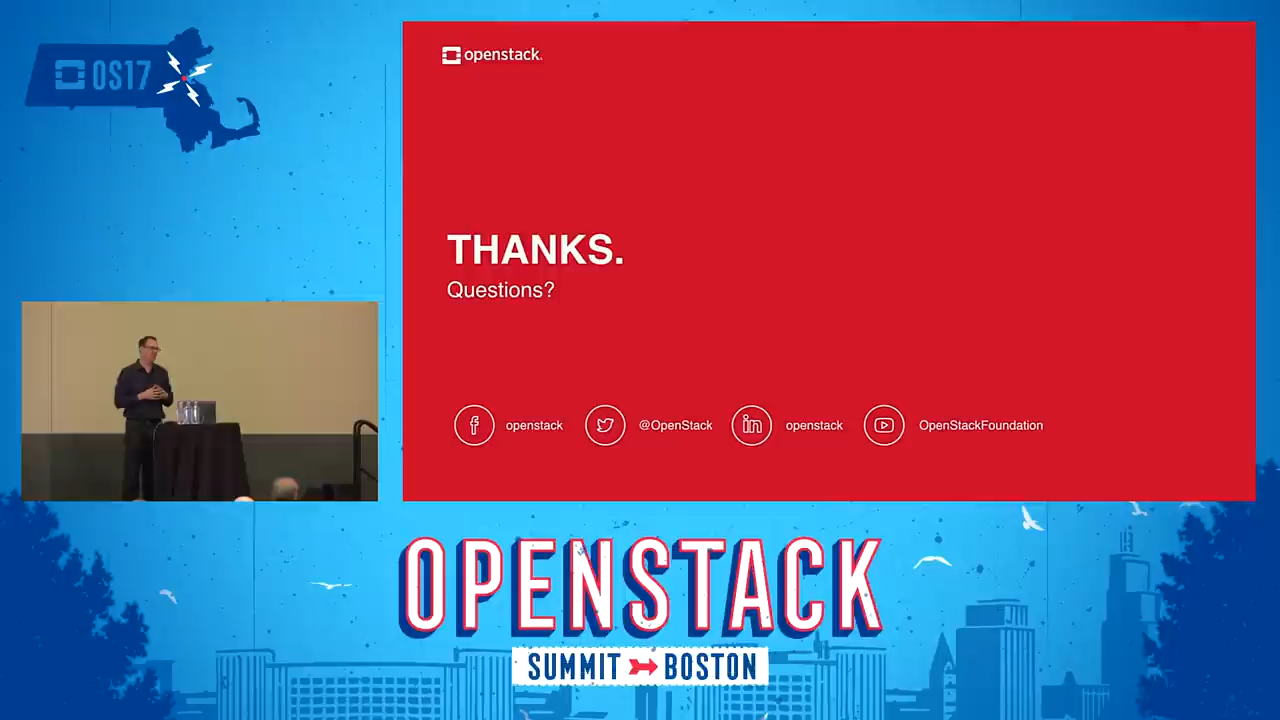 OS17
openstack.
THANKS.
Questions?
openstack
@OpenStack
openstack
OpenStackFoundation
OPENSTACK
SUMMIT BOSTON